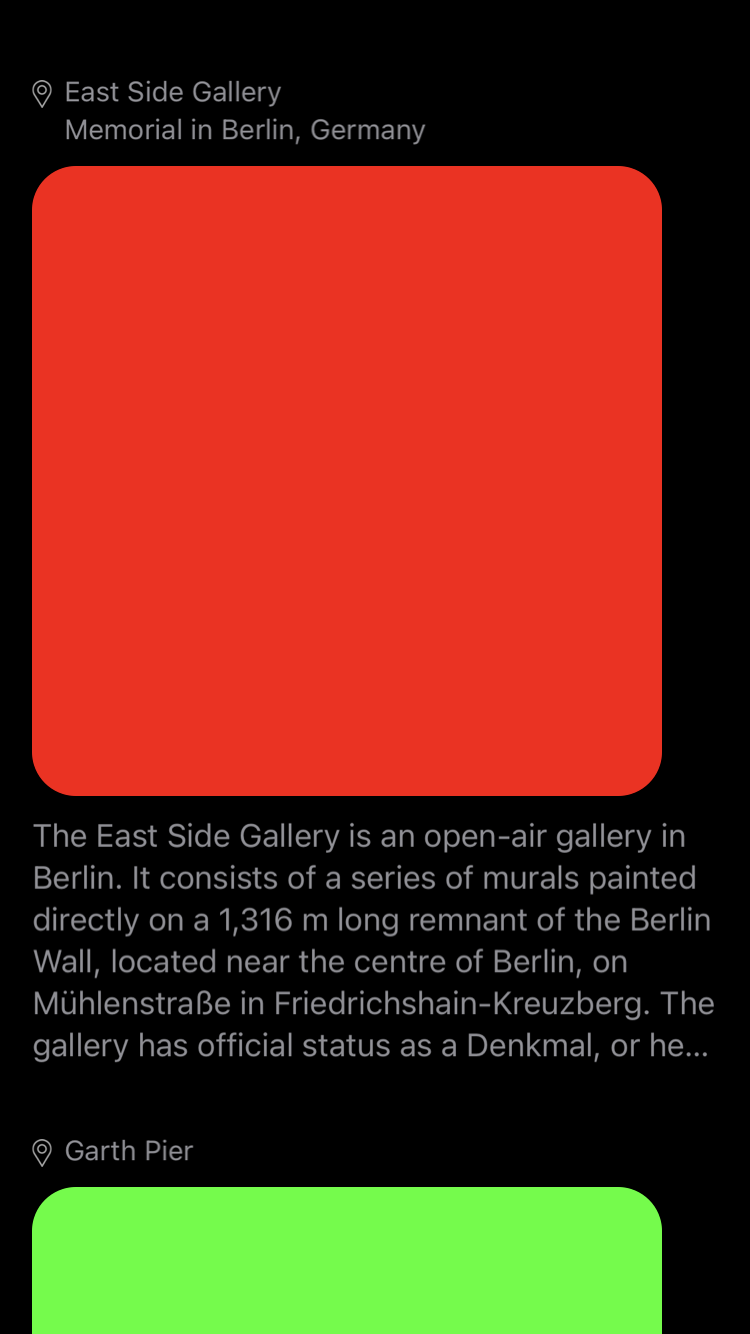 East Side Gallery
Memorial in Berlin, Germany
The East Side Gallery is an open-air gallery in
Berlin. It consists of a series of murals painted
directly on a 1,316 m long remnant of the Berlin
Wall, located near the centre of Berlin, on
Mühlenstraße in Friedrichshain-Kreuzberg. The
gallery has official status as a Denkmal, or he...
Garth Pier